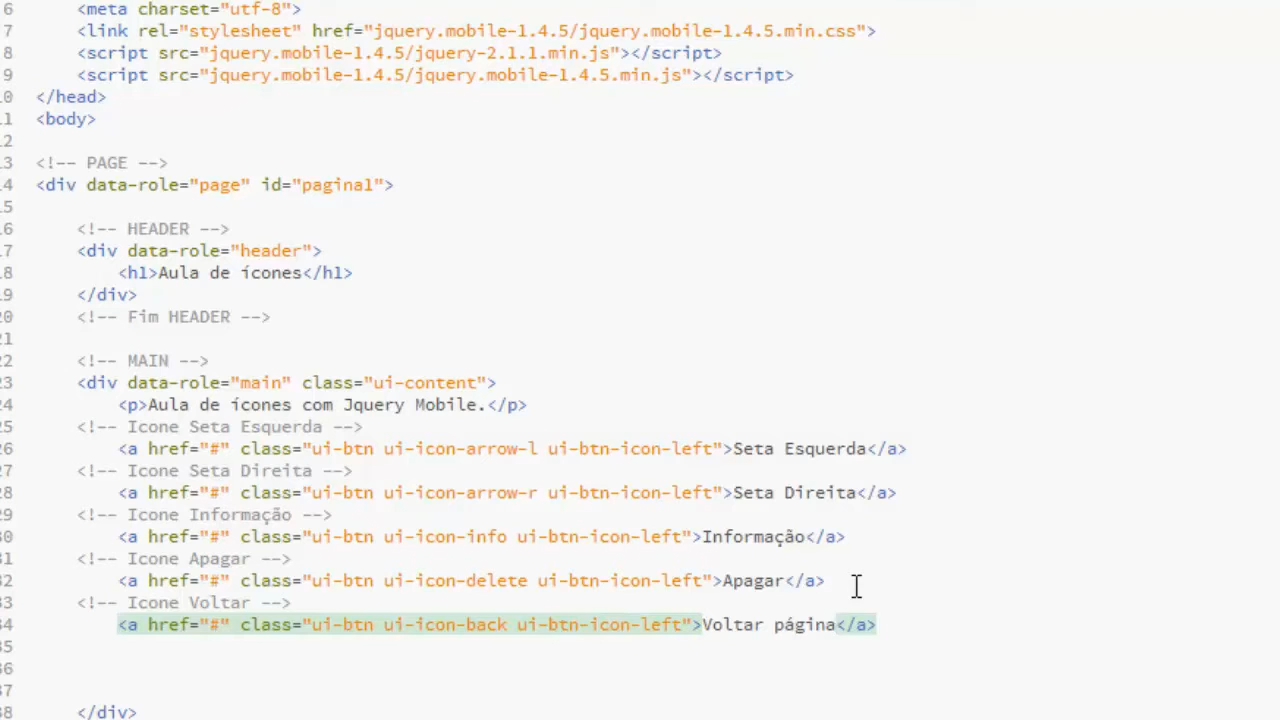 6 <meta charset="utf-8">
7 <link rel="stylesheet" href="jquery.mobile-1.4.5/jquery.mobile-1.4.5.min.css">
8 <script src="jquery.mobile-1.4.5/jquery-2.1.1.min.js"></script>
9 <script src="jquery.mobile-1.4.5/jquery.mobile-1.4.5.min.js"></script>
10 </head>
11 <body>
12
13 <!-- PAGE -->
14 <div data-role="page" id="pagina1">
15
16 <!-- HEADER -->
17 <div data-role="header">
18 <h1>Aula de ícones</h1>
19 </div>
20 <!-- Fim HEADER -->
21
22 <!-- MAIN -->
23 <div data-role="main" class="ui-content">
24 <p>Aula de ícones com Jquery Mobile.</p>
25 <!-- Icone Seta Esquerda -->
26 <a href="#" class="ui-btn ui-icon-arrow-l ui-btn-icon-left">Seta Esquerda</a>
27 <!-- Icone Seta Direita -->
28 <a href="#" class="ui-btn ui-icon-arrow-r ui-btn-icon-left">Seta Direita</a>
29 <!-- Icone Informação -->
30 <a href="#" class="ui-btn ui-icon-info ui-btn-icon-left">Informação</a>
31 <!-- Icone Apagar -->
32 <a href="#" class="ui-btn ui-icon-delete ui-btn-icon-left">Apagar</a>
33 <!-- Icone Voltar -->
34 <a href="#" class="ui-btn ui-icon-back ui-btn-icon-left">Voltar página</a>
35
36
37
38 </div>